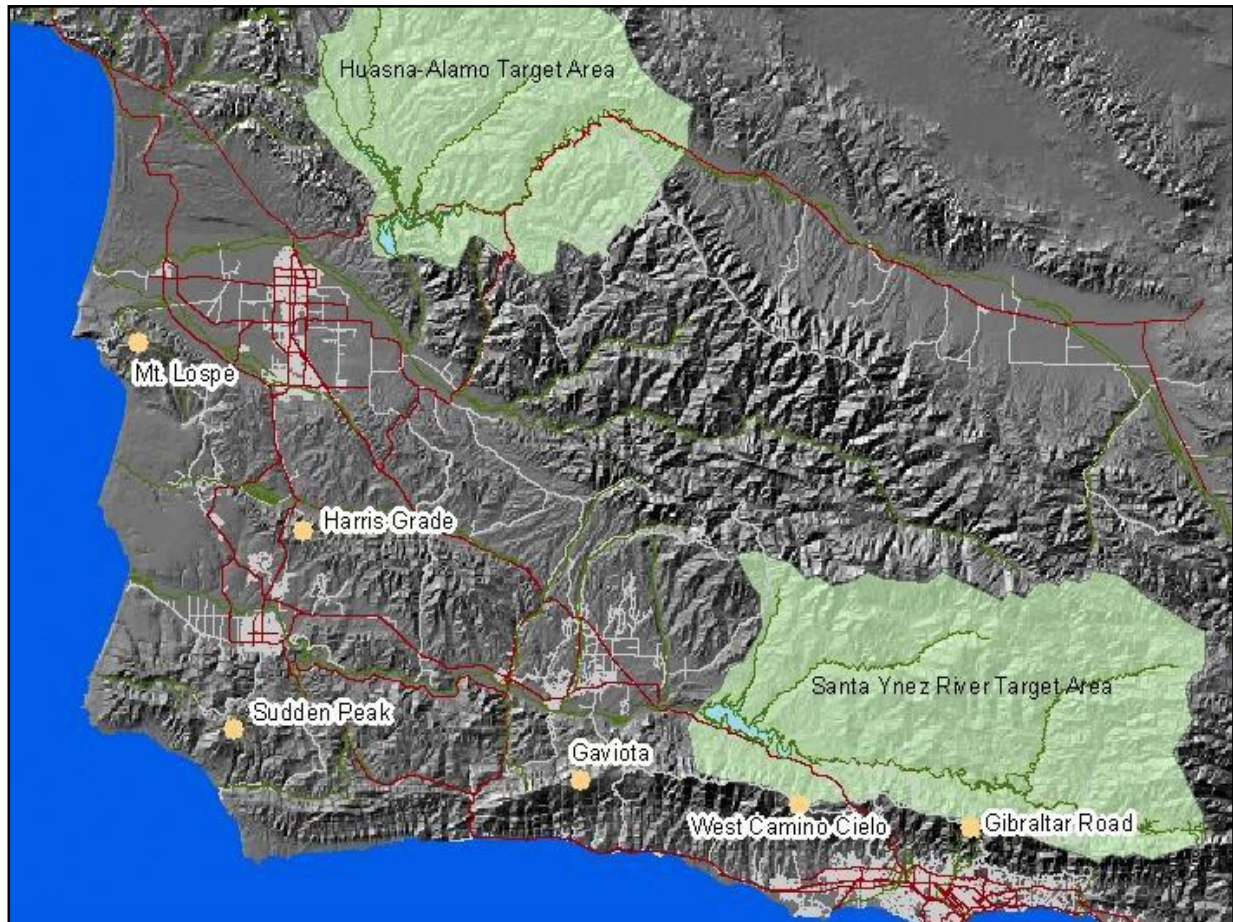 Huasna-Alamo Target Area
Mt. Lospe
Harris Grade
Santa Ynez River Target Area
Sudden Peak
Gaviota
West Camino Cielo
Gibraltar Road